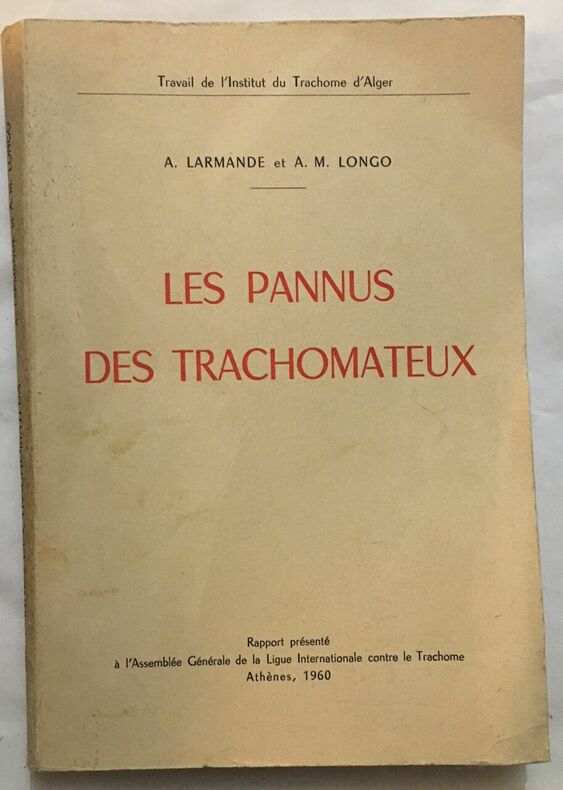 Travail de l'Institut du Trachome d'Alger
A. LARMANDE et A. M. LONGO
LES PANNUS
DES TRACHOMATEUX
Rapport présenté
à l'Assemblée Générale de la Ligue Internationale contre le Trachome
Athènes, 1960